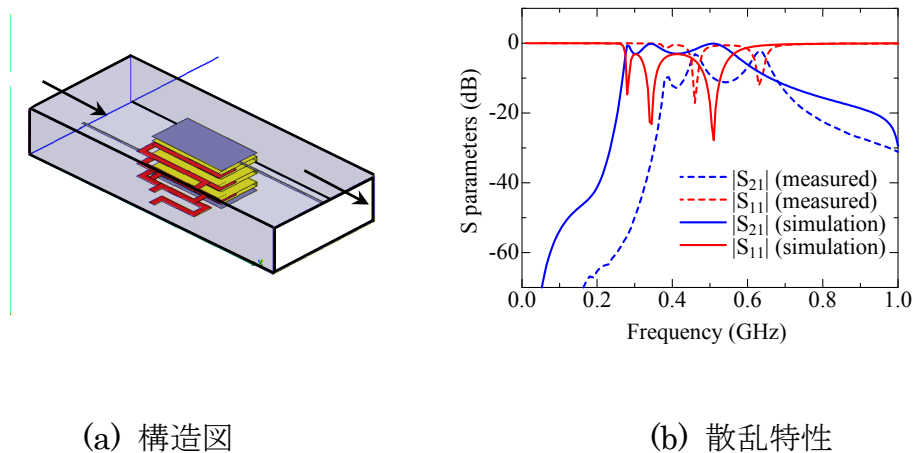 0
-20
-40
-60
S parameters (dB)
|S₂₁| (measured)
|S₁₁| (measured)
|S₂₁| (simulation)
|S₁₁| (simulation)
0.0 0.2 0.4 0.6 0.8 1.0
Frequency (GHz)
(a) 構造図
(b) 散乱特性